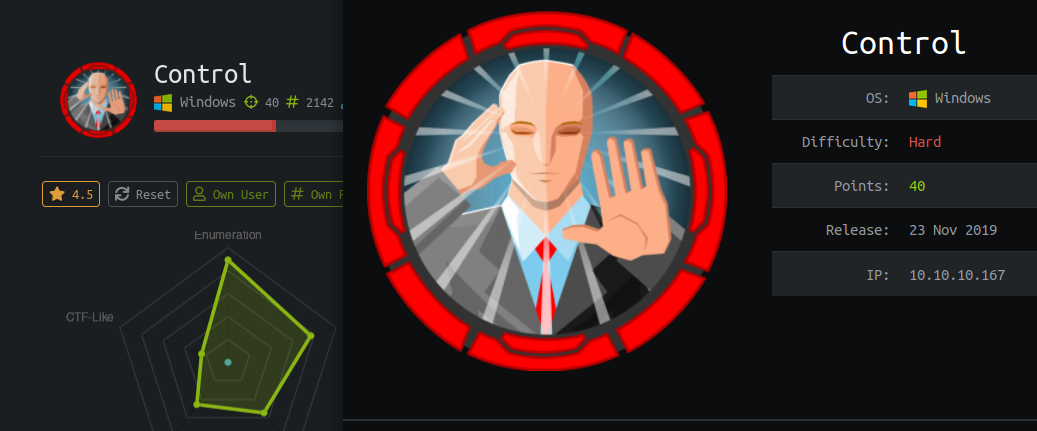 Control
Windows 40 # 2142
4.5 Reset Own User # Own
Enumeration
CTF-Like
Control
OS: Windows
Difficulty: Hard
Points: 40
Release: 23 Nov 2019
IP: 10.10.10.167